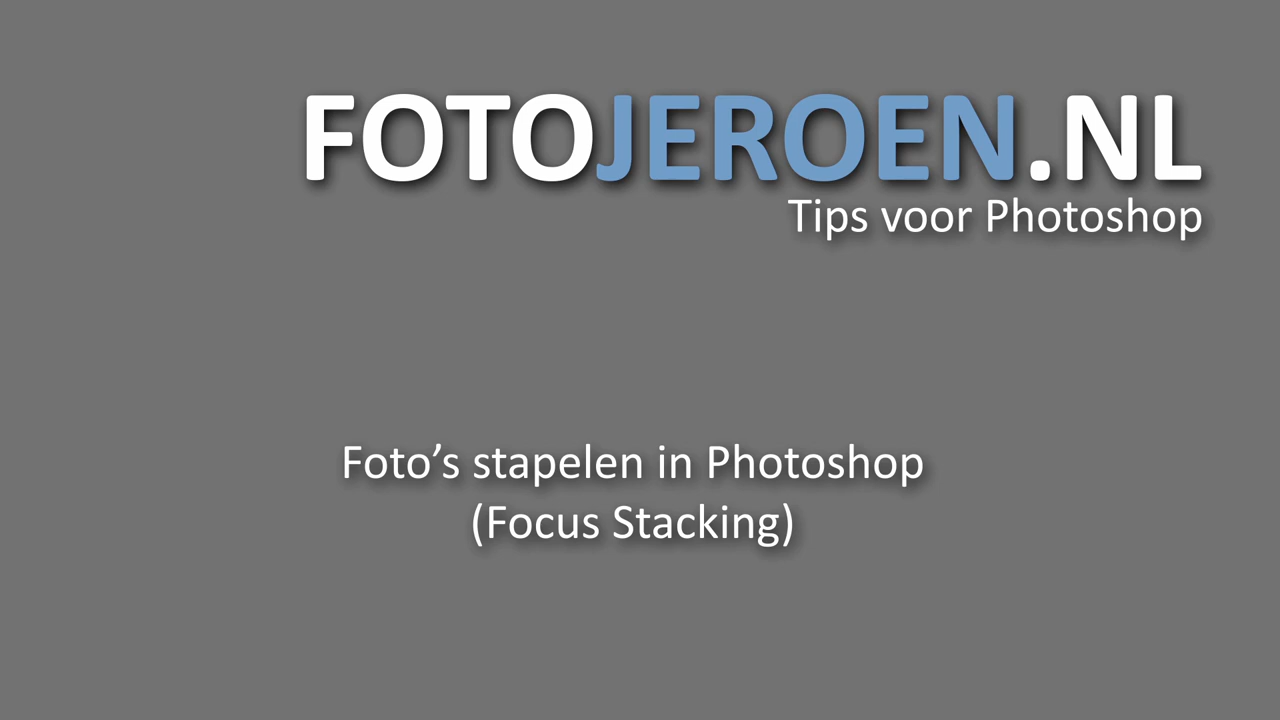 FOTOJEROEN.NL
Tips voor Photoshop
Foto’s stapelen in Photoshop
(Focus Stacking)